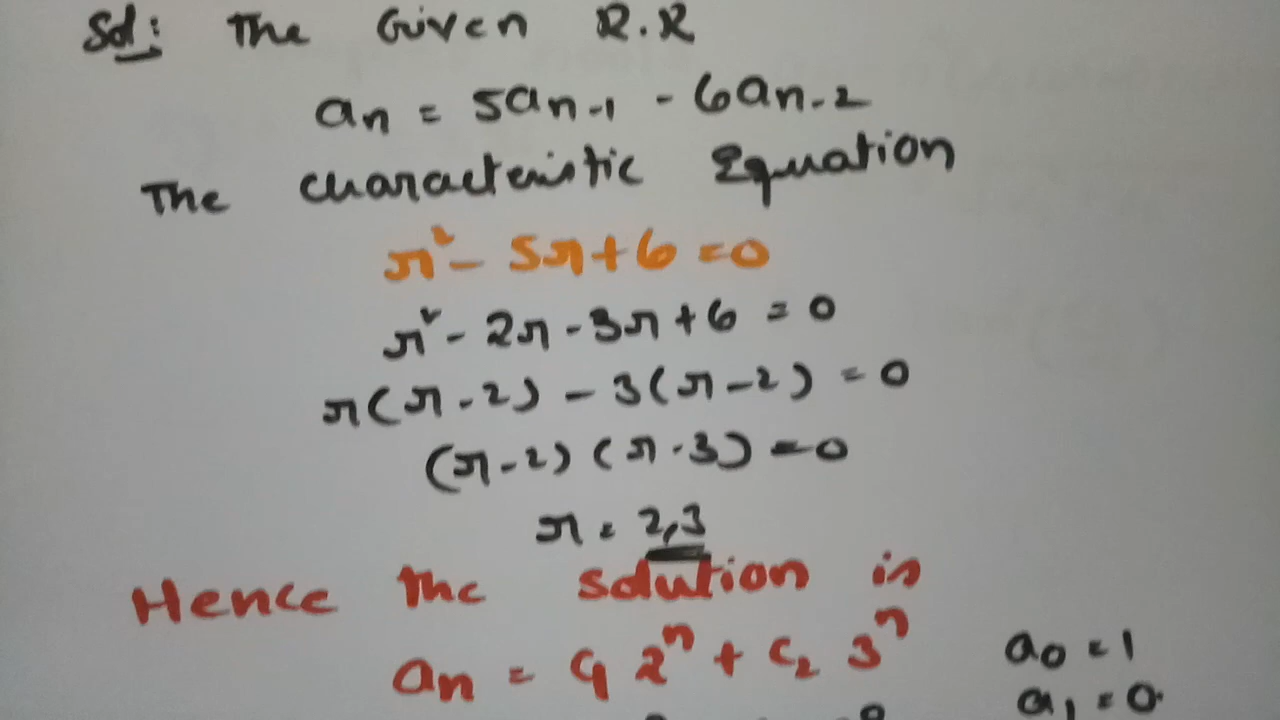 Sol: The Given R.R
an = 5an-1 - 6an-2
The characteristic Equation
r² - 5r + 6 = 0
r² - 2r - 3r + 6 = 0
r(r-2) - 3(r-2) = 0
(r-2)(r-3) = 0
r = 2,3
Hence the solution is
an = C1 2ⁿ + C2 3ⁿ
a0 = 1
a1 = 0